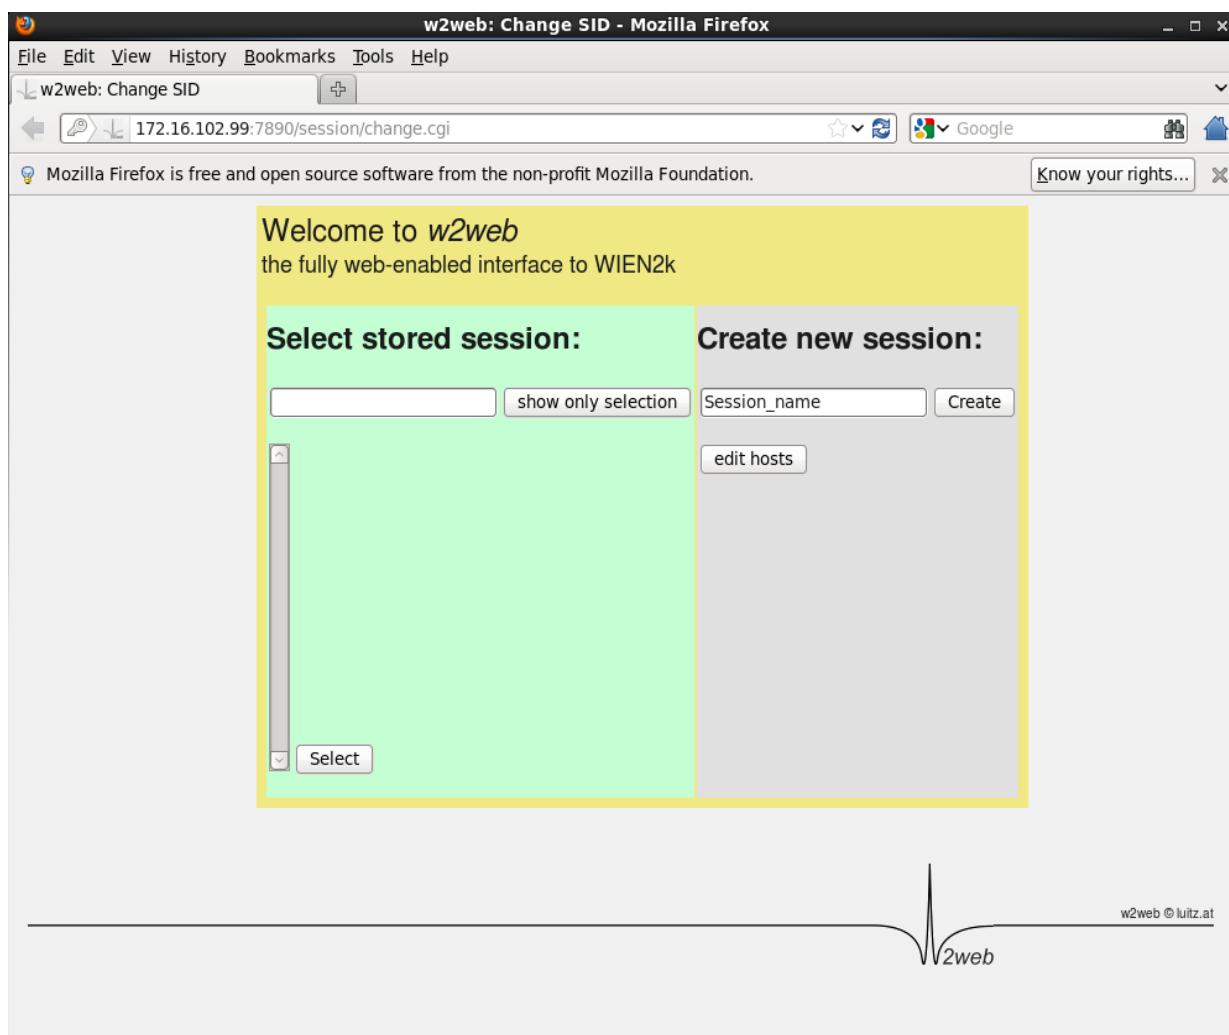 w2web: Change SID - Mozilla Firefox
File Edit View History Bookmarks Tools Help
w2web: Change SID
172.16.102.99:7890/session/change.cgi
Google
Mozilla Firefox is free and open source software from the non-profit Mozilla Foundation.
Know your rights...
Welcome to w2web
the fully web-enabled interface to WIEN2k
Select stored session:
show only selection
Select
Create new session:
Session_name Create
edit hosts
w2web © luitz.at
2web